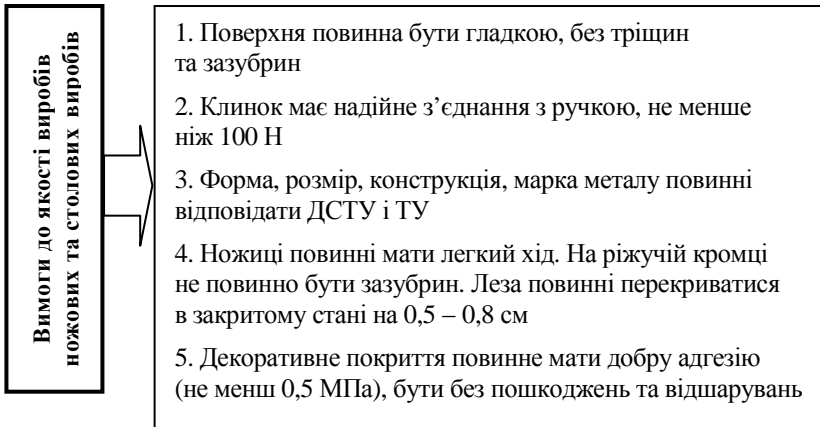 Вимоги до якості виробів
ножових та столових виробів
1. Поверхня повинна бути гладкою, без тріщин
та зазубрин
2. Клинок має надійне з’єднання з ручкою, не менше
ніж 100 Н
3. Форма, розмір, конструкція, марка металу повинні
відповідати ДСТУ і ТУ
4. Ножиці повинні мати легкий хід. На ріжучій кромці
не повинно бути зазубрин. Леза повинні перекриватися
в закритому стані на 0,5 – 0,8 см
5. Декоративне покриття повинне мати добру адгезію
(не менш 0,5 МПа), бути без пошкоджень та відшарувань